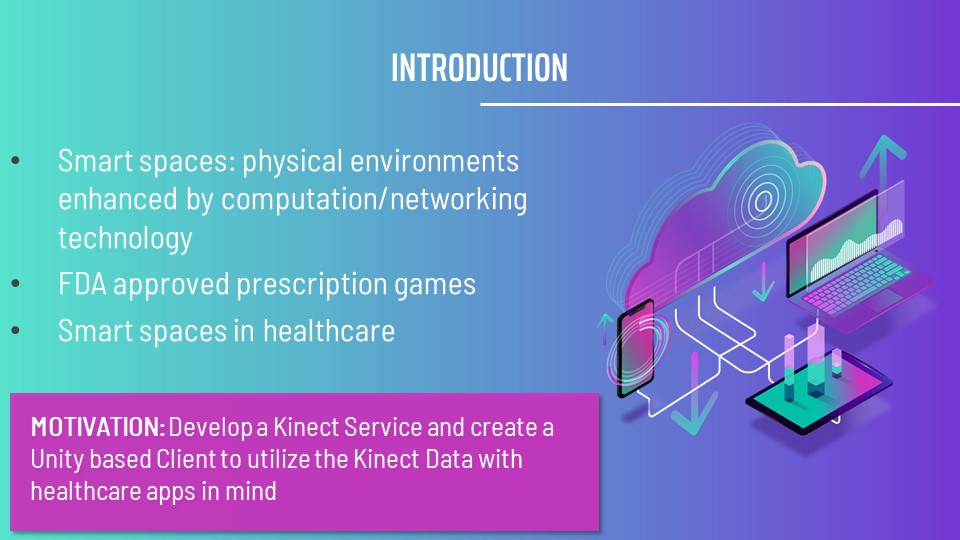 INTRODUCTION
• Smart spaces: physical environments
enhanced by computation/networking
technology
• FDA approved prescription games
• Smart spaces in healthcare
MOTIVATION: Develop a Kinect Service and create a
Unity based Client to utilize the Kinect Data with
healthcare apps in mind